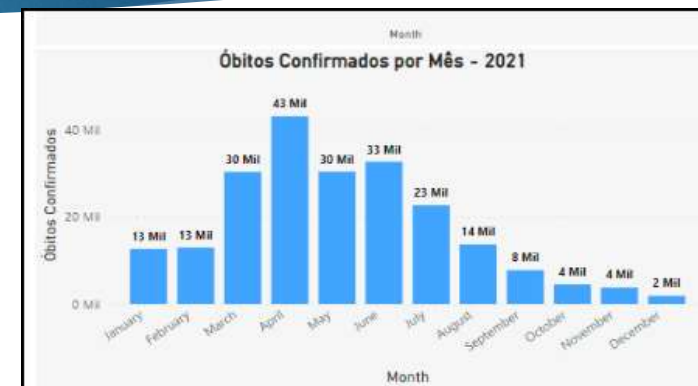 Month
Óbitos Confirmados por Mês - 2021
Óbitos Confirmados
40 Mil
20 Mil
0 Mil
13 Mil
13 Mil
30 Mil
43 Mil
30 Mil
33 Mil
23 Mil
14 Mil
8 Mil
4 Mil
4 Mil
2 Mil
January
February
March
April
May
June
July
August
September
October
November
December
Month